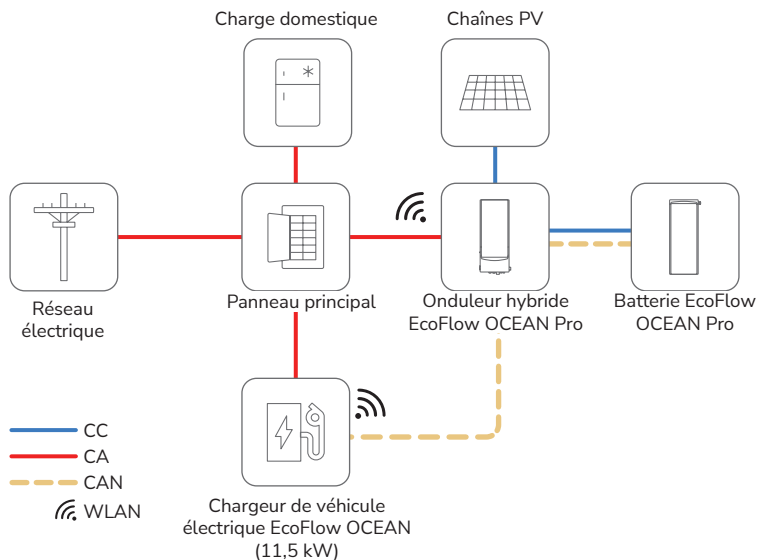 Charge domestique
Chaînes PV
Réseau
électrique
Panneau principal
Onduleur hybride
EcoFlow OCEAN Pro
Batterie EcoFlow
OCEAN Pro
CC
CA
CAN
WLAN
Chargeur de véhicule
électrique EcoFlow OCEAN
(11,5 kW)